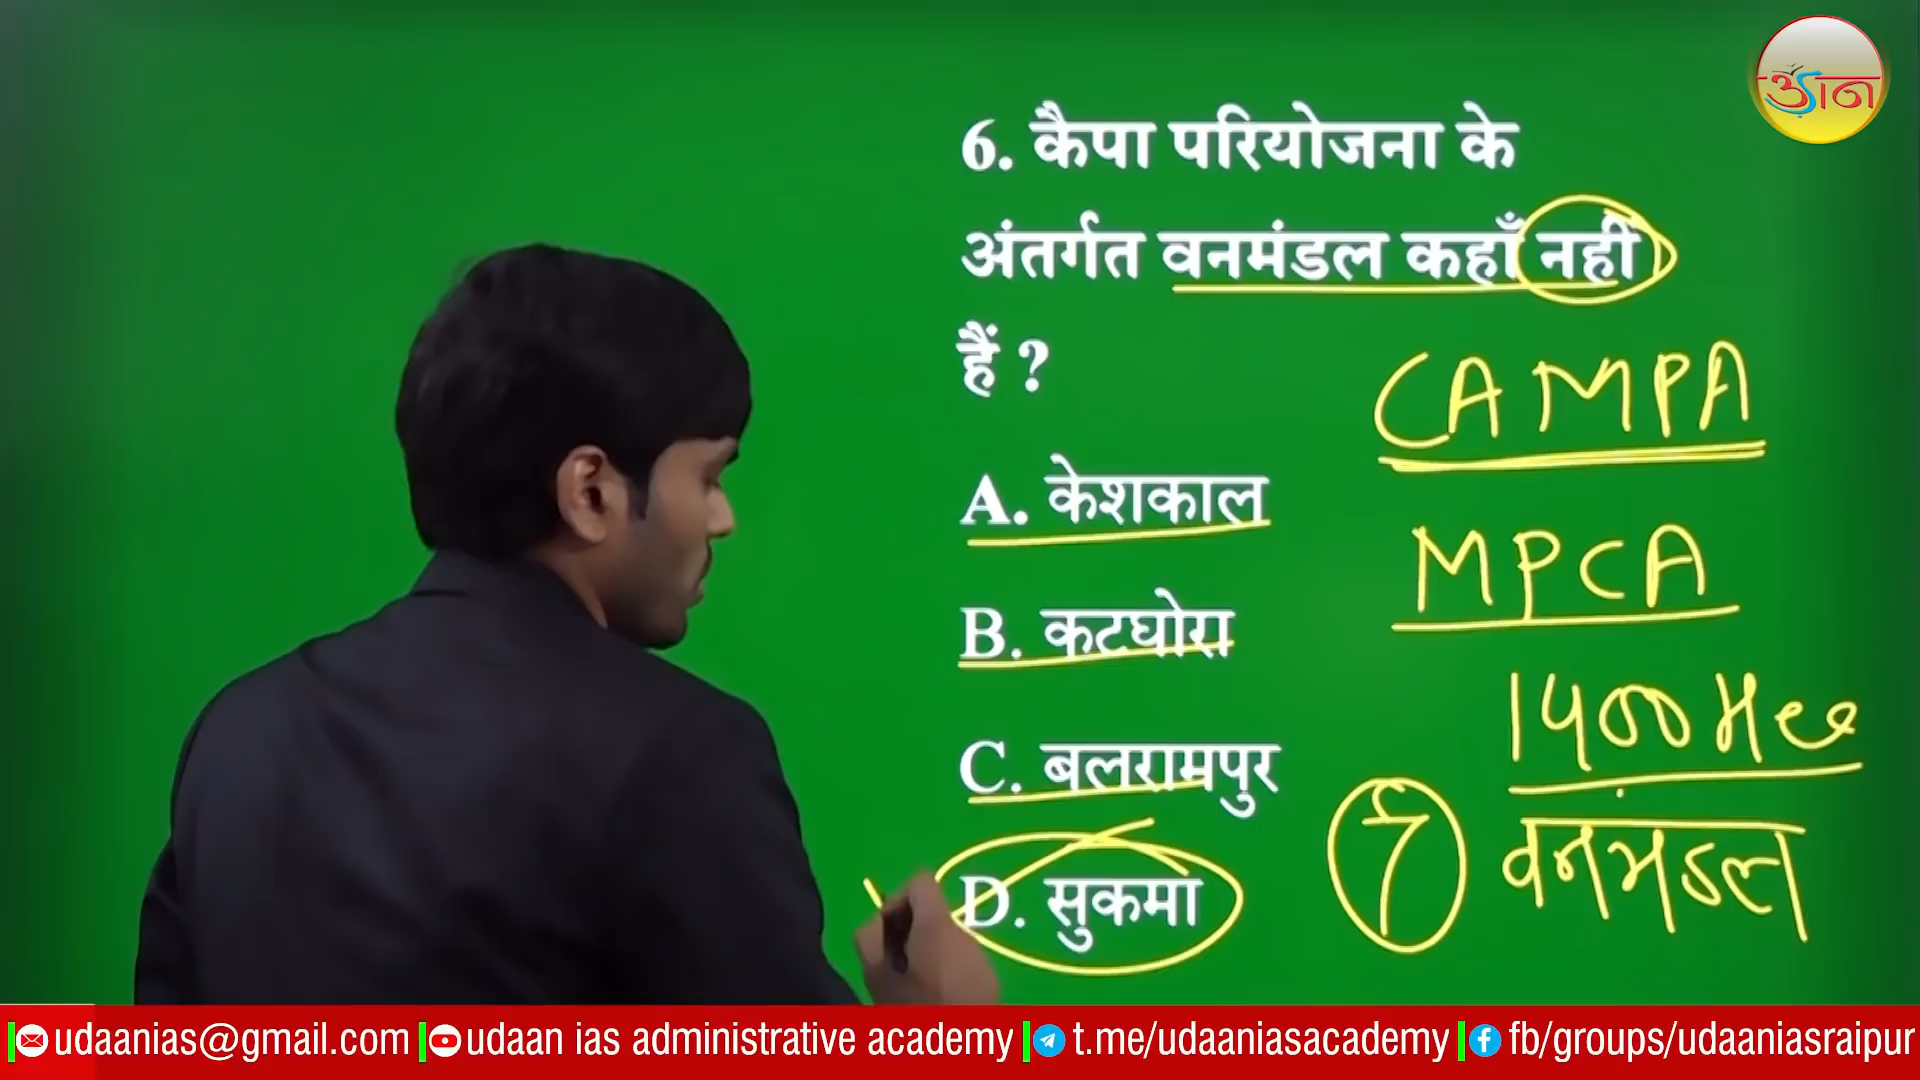 उड़ान
6. कैपा परियोजना के
अंतर्गत वनमंडल कहाँ नहीं
हैं ?
CAMPA
A. केशकाल
MPCA
B. कटघोरा
1400 मी
C. बलरामपुर
7 वनमंडल
D. सुकमा
udaanias@gmail.com
udaan ias administrative academy
t.me/udaaniasacademy
fb/groups/udaaniasraipur